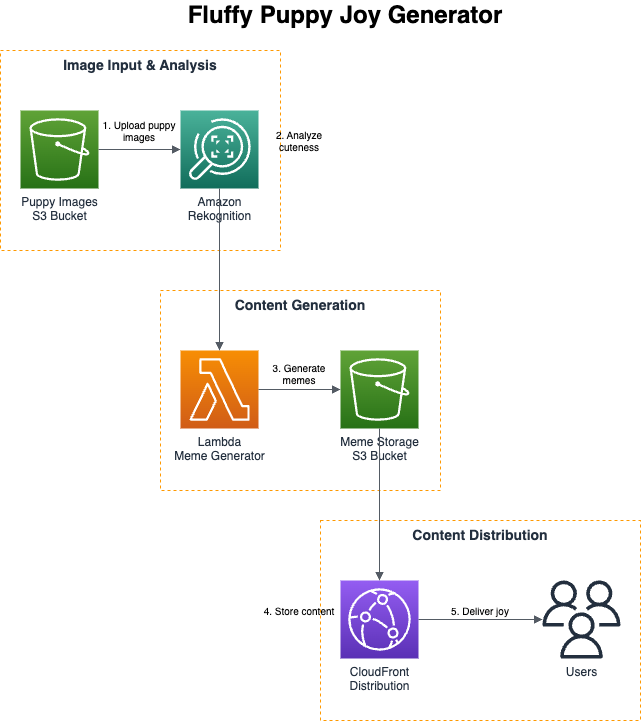 Fluffy Puppy Joy Generator
Image Input & Analysis
1. Upload puppy
images
2. Analyze
cuteness
Puppy Images
S3 Bucket
Amazon
Rekognition
Content Generation
3. Generate
memes
Lambda
Meme Generator
Meme Storage
S3 Bucket
Content Distribution
4. Store content
5. Deliver joy
CloudFront
Distribution
Users